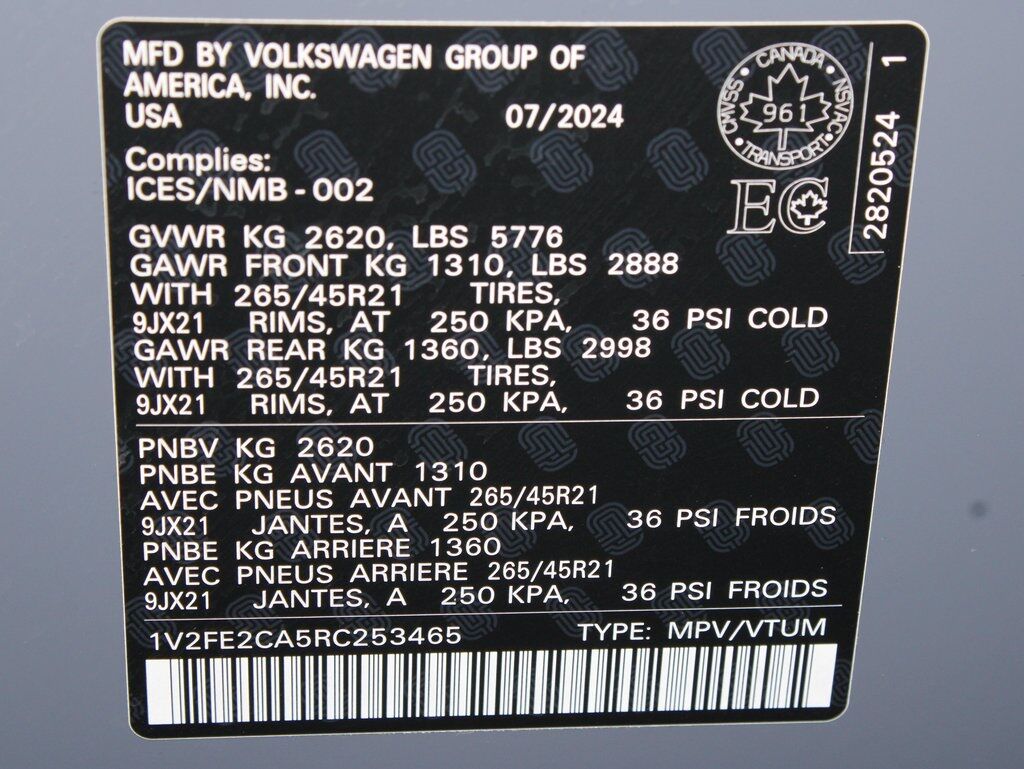 MFD BY VOLKSWAGEN GROUP OF
AMERICA, INC.
USA 07/2024
CANADA
CMVSS 961 NSVAC
TRANSPORT
EC
2820524 1
Complies:
ICES/NMB - 002
GVWR KG 2620, LBS 5776
GAWR FRONT KG 1310, LBS 2888
WITH 265/45R21 TIRES,
9JX21 RIMS, AT 250 KPA, 36 PSI COLD
GAWR REAR KG 1360, LBS 2998
WITH 265/45R21 TIRES,
9JX21 RIMS, AT 250 KPA, 36 PSI COLD
PNBV KG 2620
PNBE KG AVANT 1310
AVEC PNEUS AVANT 265/45R21
9JX21 JANTES, A 250 KPA, 36 PSI FROIDS
PNBE KG ARRIERE 1360
AVEC PNEUS ARRIERE 265/45R21
9JX21 JANTES, A 250 KPA, 36 PSI FROIDS
1V2FE2CA5RC253465 TYPE: MPV/VTUM